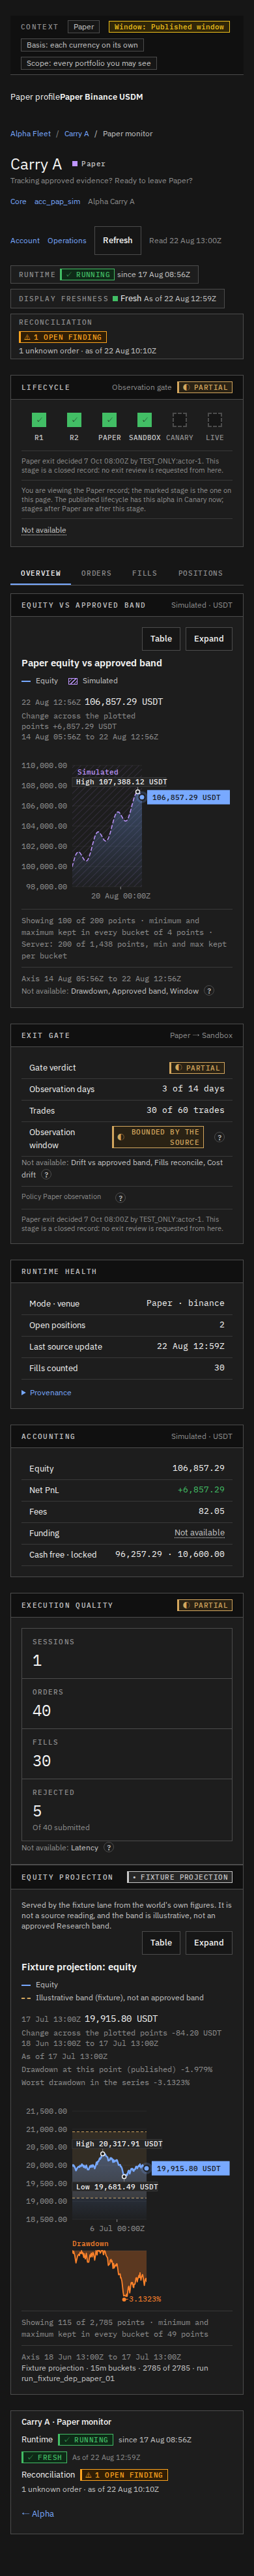 CONTEXT Paper Window: Published window
Basis: each currency on its own
Scope: every portfolio you may see
Paper profilePaper Binance USDM
Alpha Fleet / Carry A / Paper monitor
Carry A Paper
Tracking approved evidence? Ready to leave Paper?
Core acc_pap_sim Alpha Carry A
Account Operations Refresh Read 22 Aug 13:00Z
RUNTIME ✓ RUNNING since 17 Aug 08:56Z
DISPLAY FRESHNESS Fresh As of 22 Aug 12:59Z
RECONCILIATION
⚠ 1 OPEN FINDING
1 unknown order · as of 22 Aug 10:10Z
LIFECYCLE Observation gate PARTIAL
R1 R2 PAPER SANDBOX CANARY LIVE
Paper exit decided 7 Oct 08:00Z by TEST_ONLY:actor-1. This
stage is a closed record: no exit review is requested from here.
You are viewing the Paper record; the marked stage is the one on
this page. The published lifecycle has this alpha in Canary now;
stages after Paper are after this stage.
Not available
OVERVIEW ORDERS FILLS POSITIONS
EQUITY VS APPROVED BAND Simulated · USDT
Table Expand
Paper equity vs approved band
Equity Simulated
22 Aug 12:56Z 106,857.29 USDT
Change across the plotted
points +6,857.29 USDT
14 Aug 05:56Z to 22 Aug 12:56Z
110,000.00
108,000.00
106,000.00
104,000.00
102,000.00
100,000.00
98,000.00
Simulated
High 107,388.12 USDT
106,857.29 USDT
20 Aug 00:00Z
Showing 100 of 200 points · minimum and
maximum kept in every bucket of 4 points ·
Server: 200 of 1,438 points, min and max kept
per bucket
Axis 14 Aug 05:56Z to 22 Aug 12:56Z
Not available: Drawdown, Approved band, Window ?
EXIT GATE Paper → Sandbox
Gate verdict PARTIAL
Observation days 3 of 14 days
Trades 30 of 60 trades
Observation window BOUNDED BY THE SOURCE ?
Not available: Drift vs approved band, Fills reconcile, Cost
drift ?
Policy Paper observation ?
Paper exit decided 7 Oct 08:00Z by TEST_ONLY:actor-1. This
stage is a closed record: no exit review is requested from here.
RUNTIME HEALTH
Mode · venue Paper · binance
Open positions 2
Last source update 22 Aug 12:59Z
Fills counted 30
▶ Provenance
ACCOUNTING Simulated · USDT
Equity 106,857.29
Net PnL +6,857.29
Fees 82.05
Funding Not available
Cash free · locked 96,257.29 · 10,600.00
EXECUTION QUALITY PARTIAL
SESSIONS
1
ORDERS
40
FILLS
30
REJECTED
5
Of 40 submitted
Not available: Latency ?
EQUITY PROJECTION • FIXTURE PROJECTION
Served by the fixture lane from the world's own figures. It is
not a source reading, and the band is illustrative, not an
approved Research band.
Table Expand
Fixture projection: equity
Equity
Illustrative band (fixture), not an approved band
17 Jul 13:00Z 19,915.80 USDT
Change across the plotted points -84.20 USDT
18 Jun 13:00Z to 17 Jul 13:00Z
As of 17 Jul 13:00Z
Drawdown at this point (published) -1.979%
Worst drawdown in the series -3.1323%
21,500.00
21,000.00
20,500.00
20,000.00
19,500.00
19,000.00
18,500.00
High 20,317.91 USDT
19,915.80 USDT
Low 19,681.49 USDT
6 Jul 00:00Z
Drawdown
-3.1323%
Showing 115 of 2,785 points · minimum and
maximum kept in every bucket of 49 points
Axis 18 Jun 13:00Z to 17 Jul 13:00Z
Fixture projection · 15m buckets · 2785 of 2785 · run
run_fixture_dep_paper_01
Carry A · Paper monitor
Runtime ✓ RUNNING since 17 Aug 08:56Z
✓ FRESH As of 22 Aug 12:59Z
Reconciliation ⚠ 1 OPEN FINDING
1 unknown order · as of 22 Aug 10:10Z
← Alpha